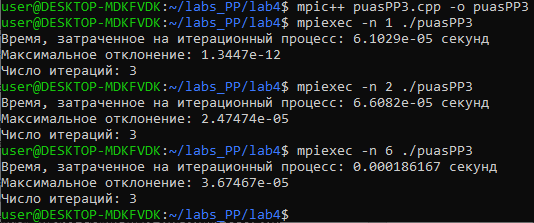 user@DESKTOP-MDKFVDK:~/labs_PP/lab4$ mpic++ puasPP3.cpp -o puasPP3
user@DESKTOP-MDKFVDK:~/labs_PP/lab4$ mpiexec -n 1 ./puasPP3
Время, затраченное на итерационный процесс: 6.1029e-05 секунд
Максимальное отклонение: 1.3447e-12
Число итераций: 3
user@DESKTOP-MDKFVDK:~/labs_PP/lab4$ mpiexec -n 2 ./puasPP3
Время, затраченное на итерационный процесс: 6.6082e-05 секунд
Максимальное отклонение: 2.47474e-05
Число итераций: 3
user@DESKTOP-MDKFVDK:~/labs_PP/lab4$ mpiexec -n 6 ./puasPP3
Время, затраченное на итерационный процесс: 0.000186167 секунд
Максимальное отклонение: 3.67467e-05
Число итераций: 3
user@DESKTOP-MDKFVDK:~/labs_PP/lab4$